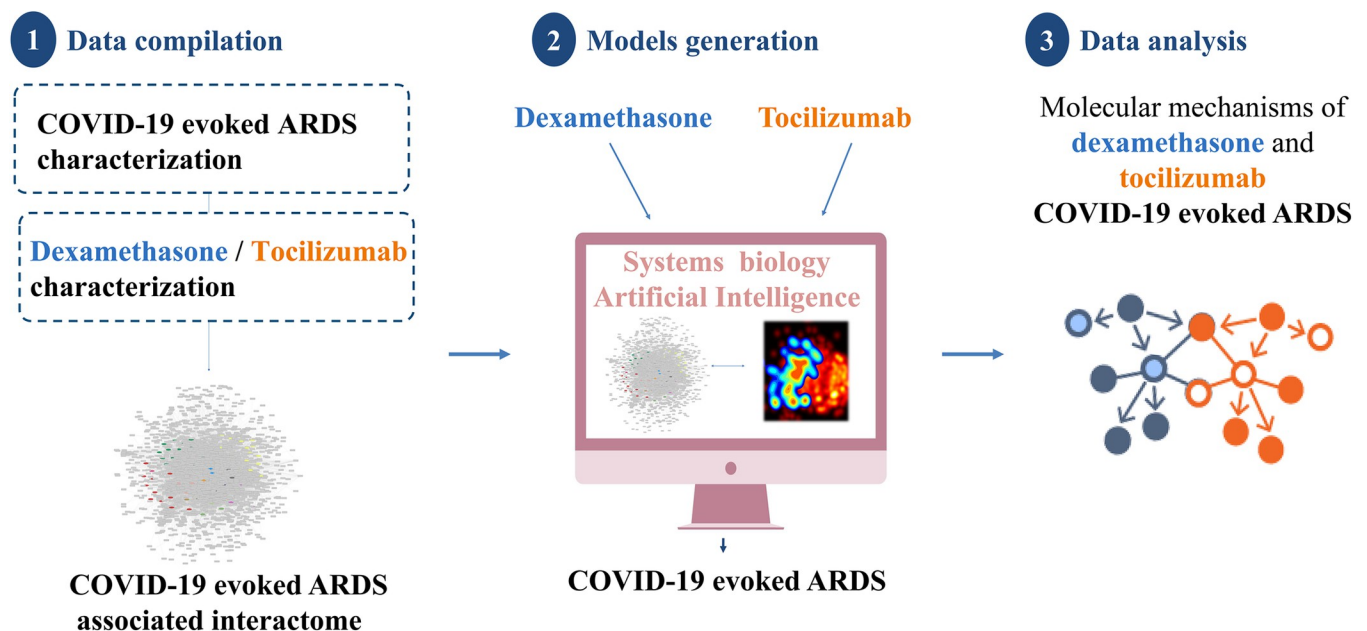 1 Data compilation
COVID-19 evoked ARDS
characterization
Dexamethasone / Tocilizumab
characterization
COVID-19 evoked ARDS
associated interactome
2 Models generation
Dexamethasone Tocilizumab
Systems biology
Artificial Intelligence
COVID-19 evoked ARDS
3 Data analysis
Molecular mechanisms of
dexamethasone and
tocilizumab
COVID-19 evoked ARDS